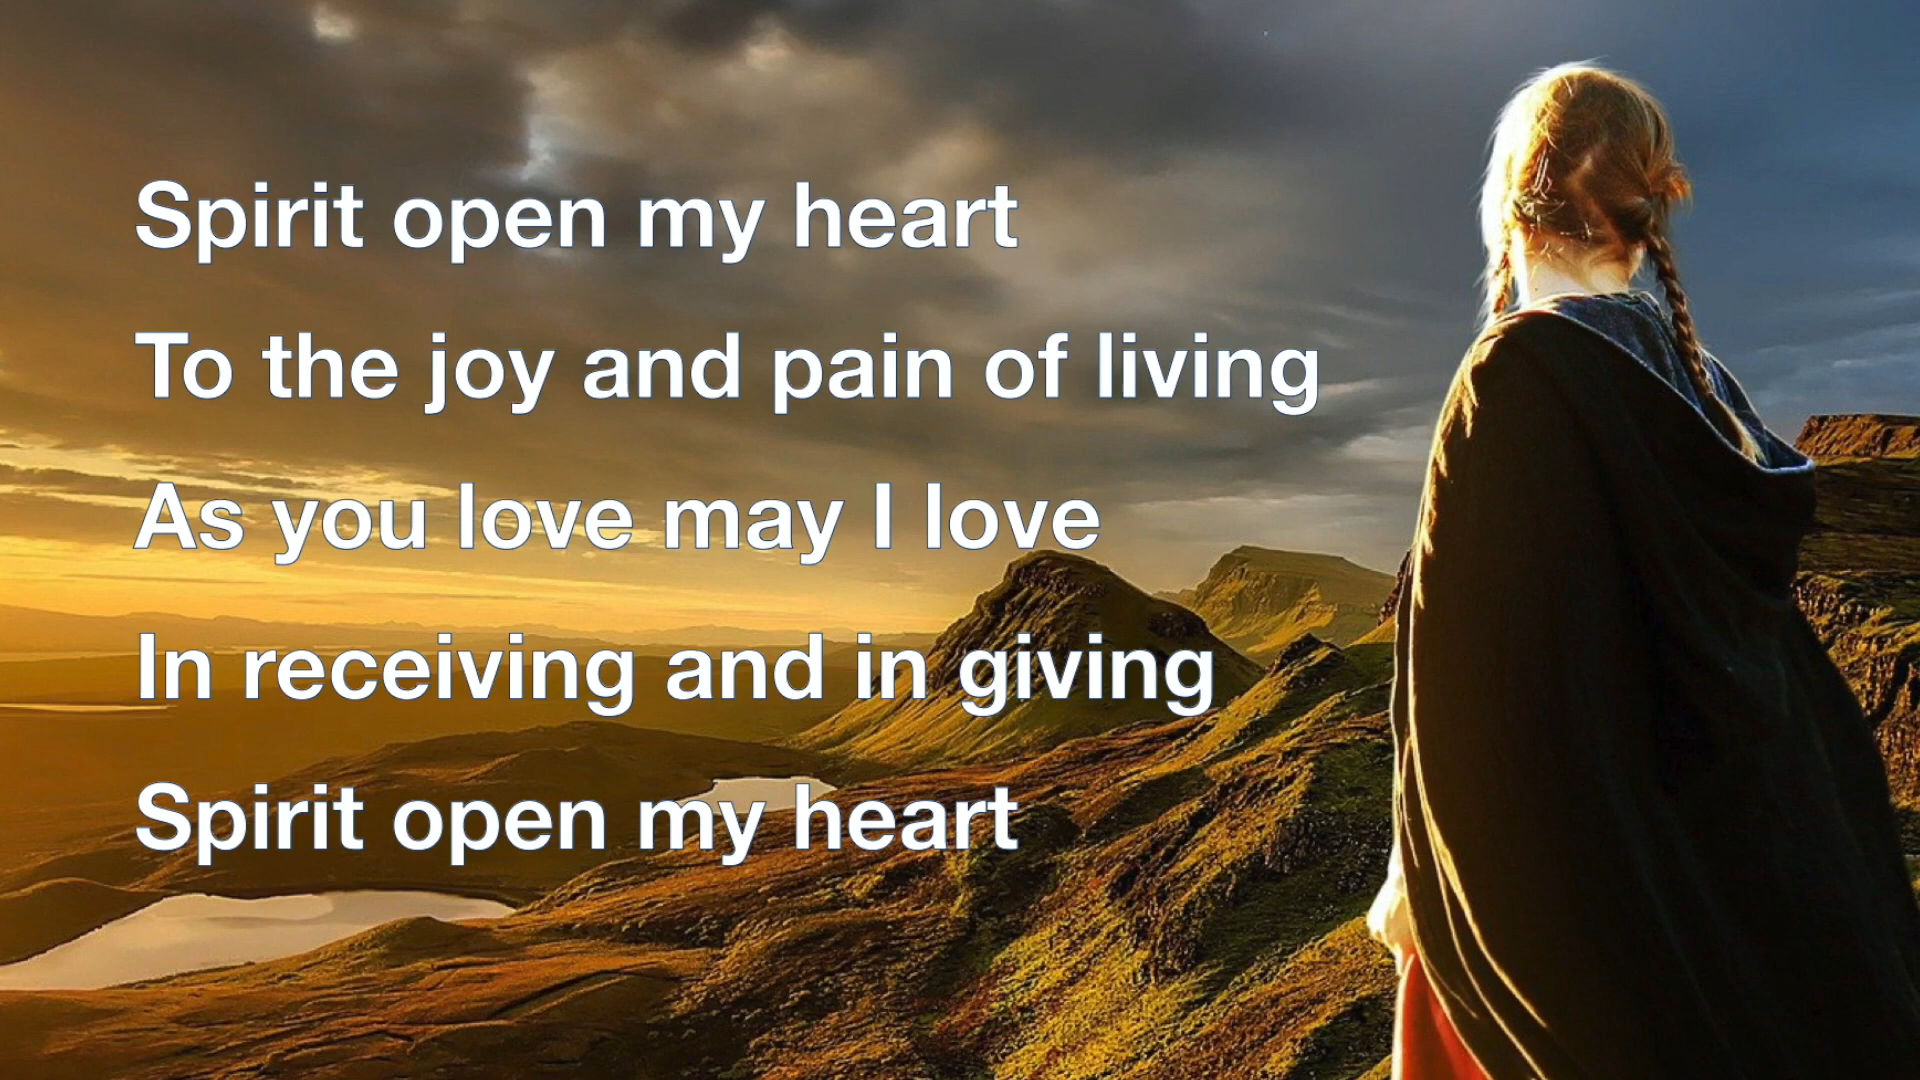 Spirit open my heart
To the joy and pain of living
As you love may I love
In receiving and in giving
Spirit open my heart